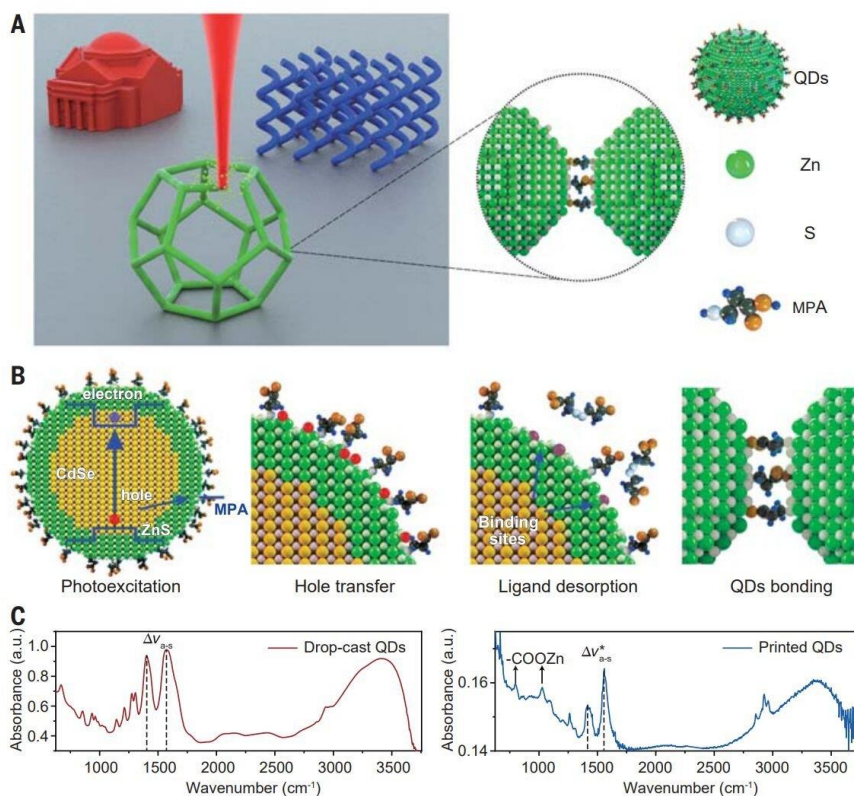 A
QDs
Zn
S
MPA
B
electron
CdSe
hole
MPA
ZnS
Binding
sites
Photoexcitation
Hole transfer
Ligand desorption
QDs bonding
C
Absorbance (a.u.)
1.0
0.8
0.6
0.4
Δν a-s
Drop-cast QDs
1000 1500 2000 2500 3000 3500
Wavenumber (cm⁻¹)
Absorbance (a.u.)
0.16
0.14
-COOZn
Δν* a-s
Printed QDs
1000 1500 2000 2500 3000 3500
Wavenumber (cm⁻¹)